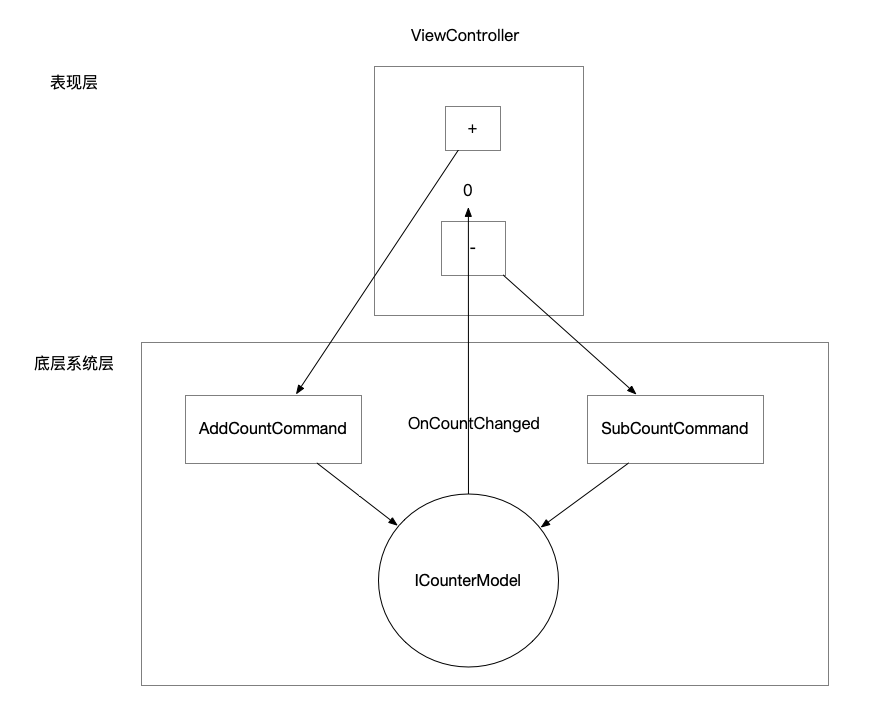 ViewController
表现层
+
0
-
底层系统层
AddCountCommand
OnCountChanged
SubCountCommand
ICounterModel